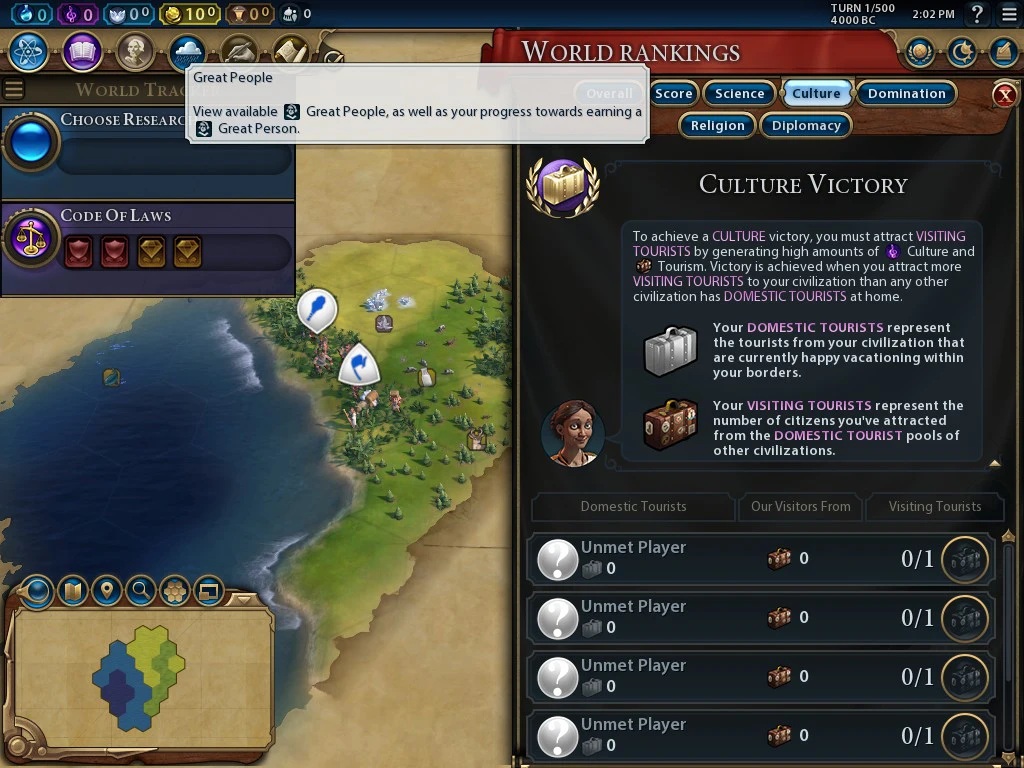 0
0
0 0
10 0
0 0
0
TURN 1/500
4000 BC
2:02 PM
?
WORLD RANKINGS
Great People
View available Great People, as well as your progress towards earning a
Great Person.
WORLD
CHOOSE RESEARC
CODE OF LAWS
Overall
Score
Science
Culture
Domination
X
Religion
Diplomacy
CULTURE VICTORY
To achieve a CULTURE victory, you must attract VISITING
TOURISTS by generating high amounts of Culture and
Tourism. Victory is achieved when you attract more
VISITING TOURISTS to your civilization than any other
civilization has DOMESTIC TOURISTS at home.
Your DOMESTIC TOURISTS represent
the tourists from your civilization that
are currently happy vacationing within
your borders.
Your VISITING TOURISTS represent the
number of citizens you've attracted
from the DOMESTIC TOURIST pools of
other civilizations.
Domestic Tourists
Our Visitors From
Visiting Tourists
? Unmet Player
0
0
0/1
? Unmet Player
0
0
0/1
? Unmet Player
0
0
0/1
? Unmet Player
0
0
0/1